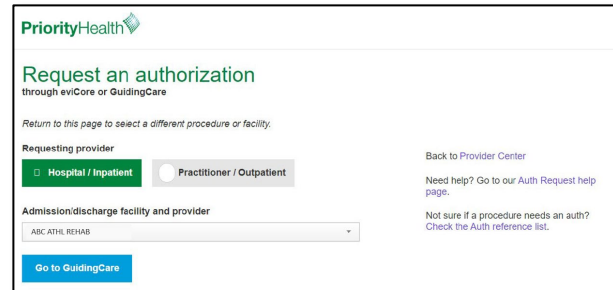 PriorityHealth
Request an authorization
through eviCore or GuidingCare
Return to this page to select a different procedure or facility.
Requesting provider
Hospital / Inpatient
Practitioner / Outpatient
Admission/discharge facility and provider
ABC ATHL REHAB
Go to GuidingCare
Back to Provider Center
Need help? Go to our Auth Request help
page.
Not sure if a procedure needs an auth?
Check the Auth reference list.